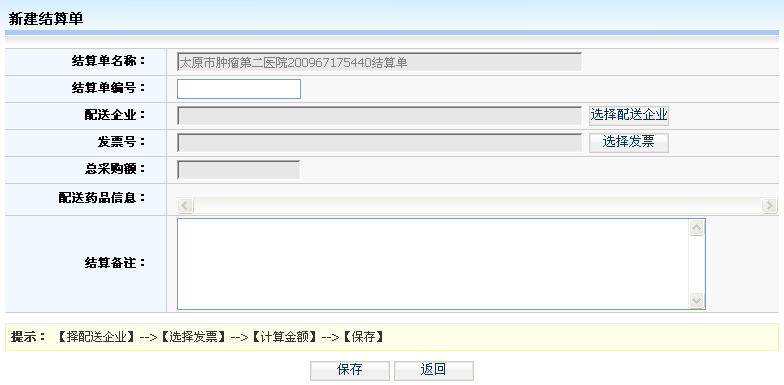 新建结算单
结算单名称： 太原市肿瘤第二医院200967175440结算单
结算单编号：
配送企业： 选择配送企业
发票号： 选择发票
总采购额：
配送药品信息：
结算备注：
提示： 【择配送企业】-->【选择发票】-->【计算金额】-->【保存】
保存 返回